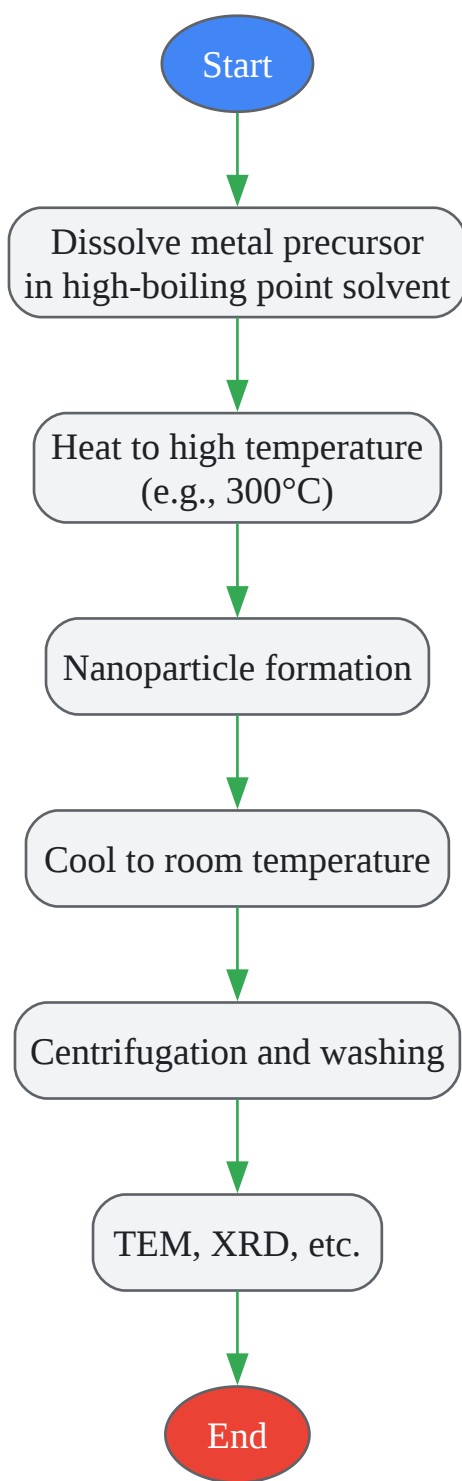 Start
Dissolve metal precursor
in high-boiling point solvent
Heat to high temperature
(e.g., 300°C)
Nanoparticle formation
Cool to room temperature
Centrifugation and washing
TEM, XRD, etc.
End